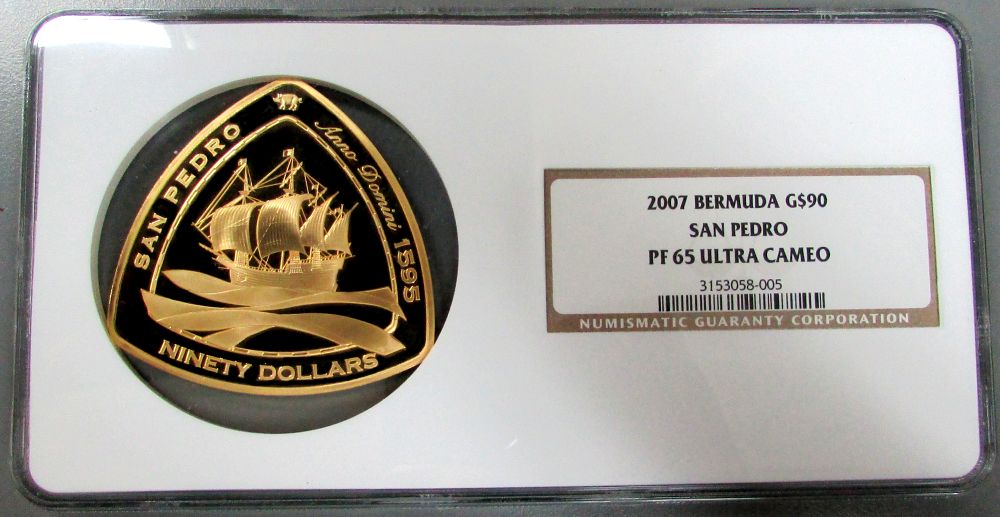 SAN PEDRO
Anno Domini 1595
NINETY DOLLARS
2007 BERMUDA G$90
SAN PEDRO
PF 65 ULTRA CAMEO
3153058-005
NUMISMATIC GUARANTY CORPORATION